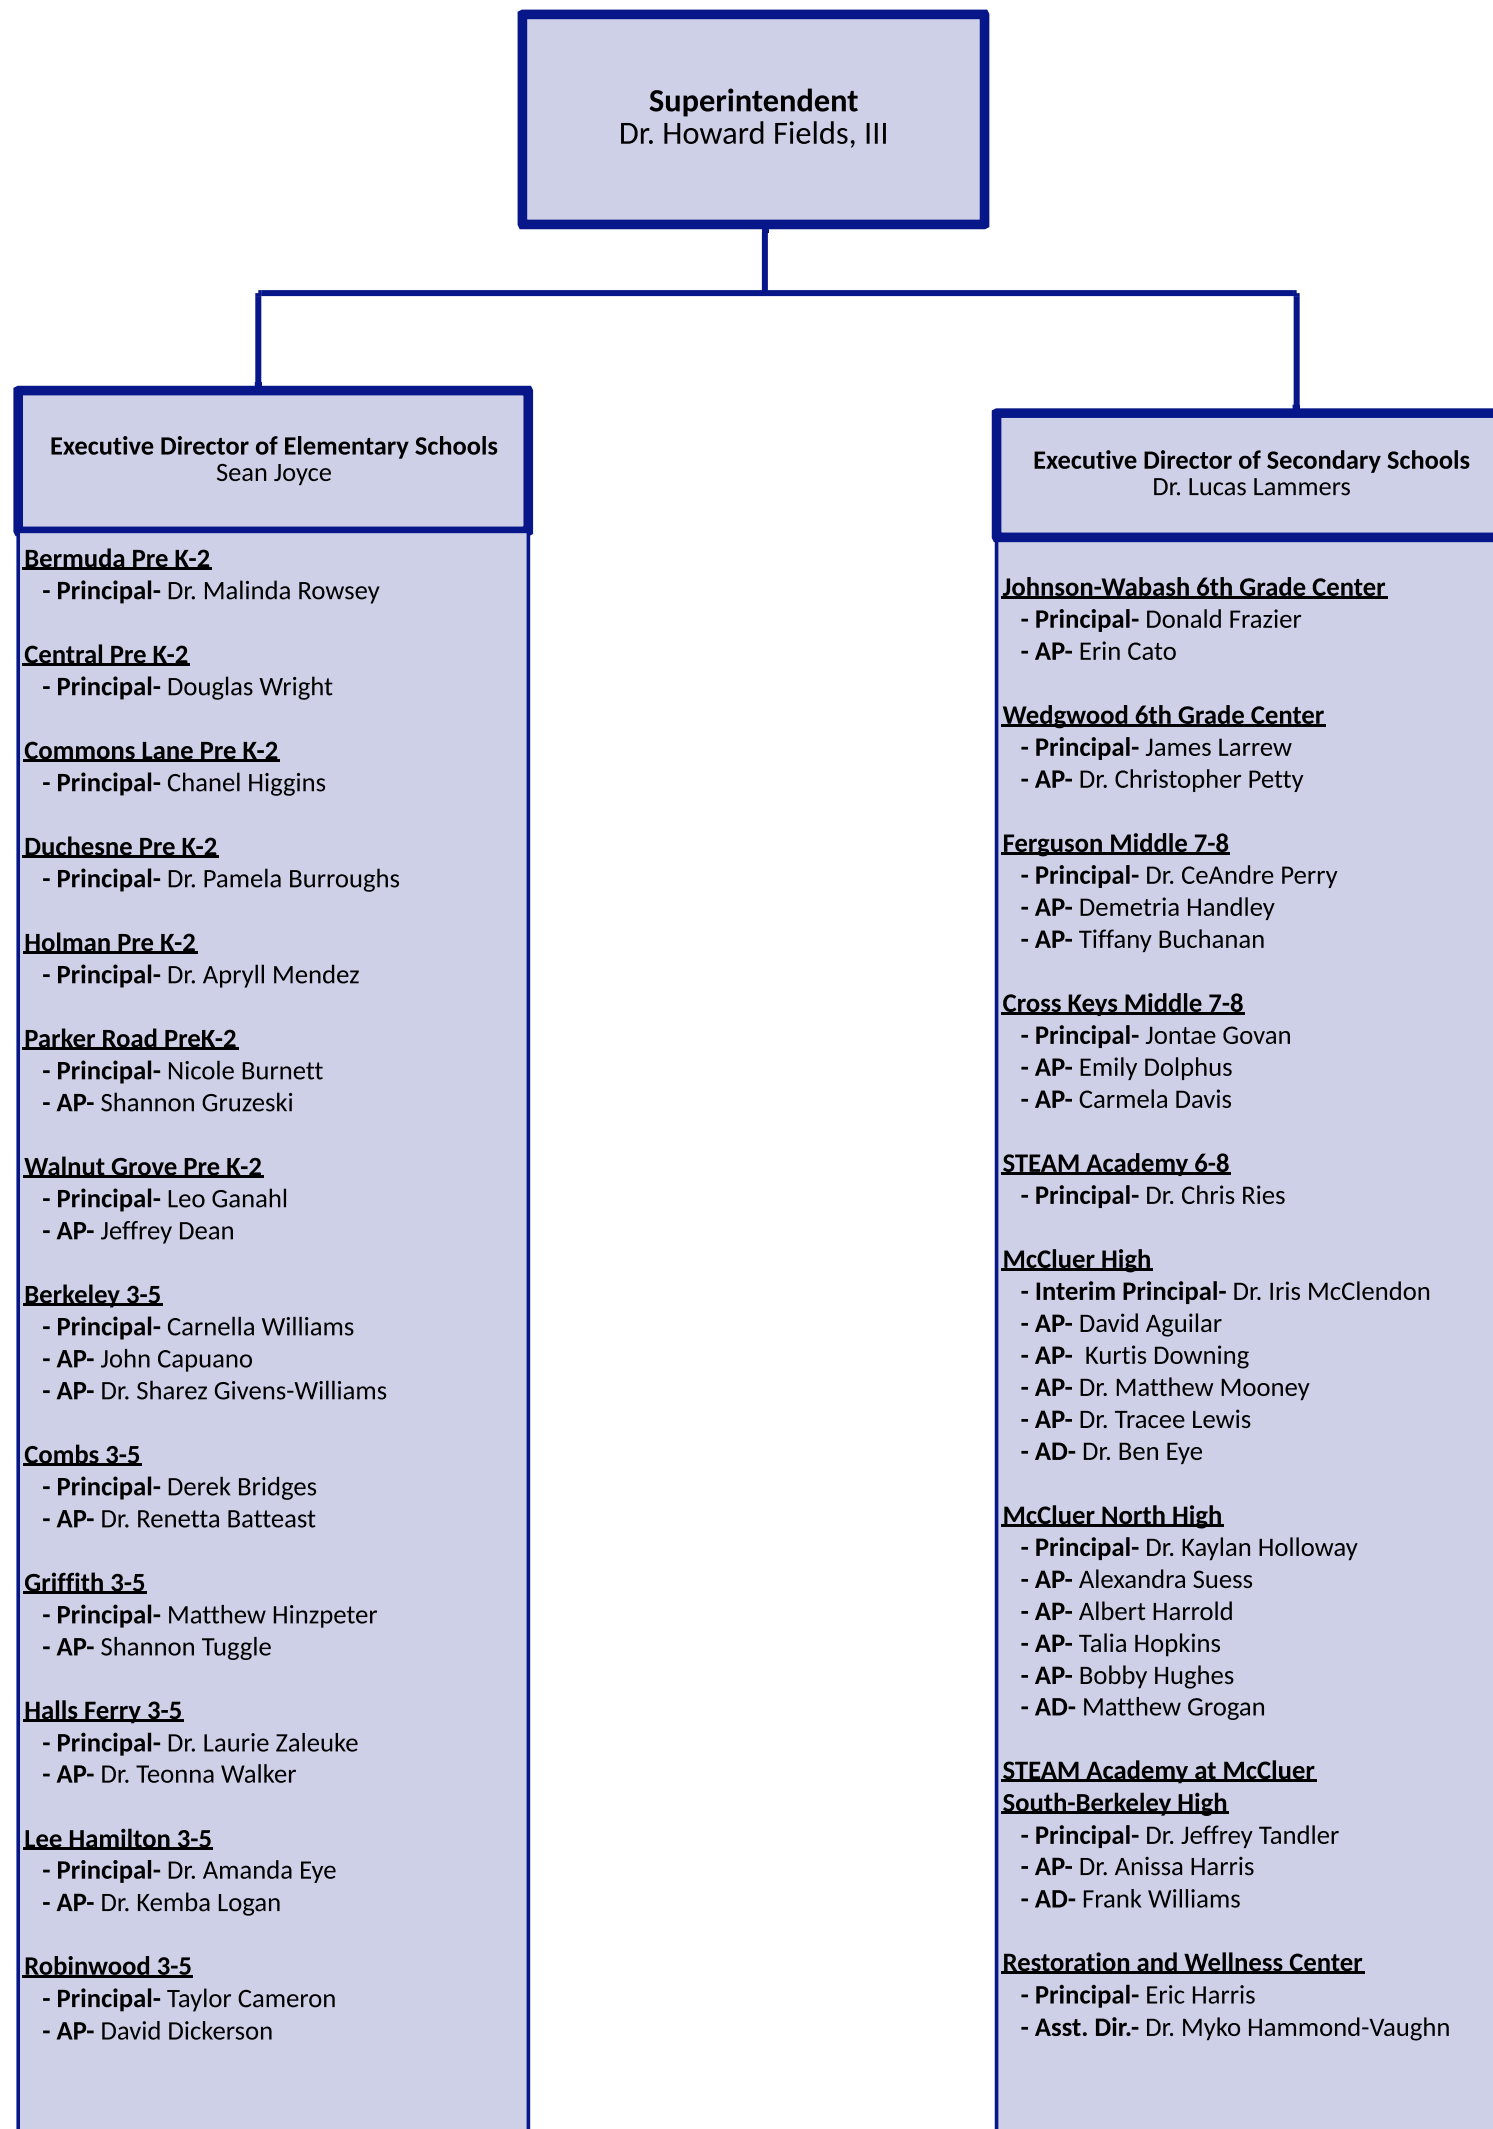 Superintendent
Dr. Howard Fields, III
Executive Director of Elementary Schools
Sean Joyce
Bermuda Pre K-2
- Principal- Dr. Malinda Rowsey
Central Pre K-2
- Principal- Douglas Wright
Commons Lane Pre K-2
- Principal- Chanel Higgins
Duchesne Pre K-2
- Principal- Dr. Pamela Burroughs
Holman Pre K-2
- Principal- Dr. Apryll Mendez
Parker Road PreK-2
- Principal- Nicole Burnett
- AP- Shannon Gruzeski
Walnut Grove Pre K-2
- Principal- Leo Ganahl
- AP- Jeffrey Dean
Berkeley 3-5
- Principal- Carnella Williams
- AP- John Capuano
- AP- Dr. Sharez Givens-Williams
Combs 3-5
- Principal- Derek Bridges
- AP- Dr. Renetta Batteast
Griffith 3-5
- Principal- Matthew Hinzpeter
- AP- Shannon Tuggle
Halls Ferry 3-5
- Principal- Dr. Laurie Zaleuke
- AP- Dr. Teonna Walker
Lee Hamilton 3-5
- Principal- Dr. Amanda Eye
- AP- Dr. Kemba Logan
Robinwood 3-5
- Principal- Taylor Cameron
- AP- David Dickerson
Executive Director of Secondary Schools
Dr. Lucas Lammers
Johnson-Wabash 6th Grade Center
- Principal- Donald Frazier
- AP- Erin Cato
Wedgwood 6th Grade Center
- Principal- James Larrew
- AP- Dr. Christopher Petty
Ferguson Middle 7-8
- Principal- Dr. CeAndre Perry
- AP- Demetria Handley
- AP- Tiffany Buchanan
Cross Keys Middle 7-8
- Principal- Jontae Govan
- AP- Emily Dolphus
- AP- Carmela Davis
STEAM Academy 6-8
- Principal- Dr. Chris Ries
McCluer High
- Interim Principal- Dr. Iris McClendon
- AP- David Aguilar
- AP- Kurtis Downing
- AP- Dr. Matthew Mooney
- AP- Dr. Tracee Lewis
- AD- Dr. Ben Eye
McCluer North High
- Principal- Dr. Kaylan Holloway
- AP- Alexandra Suess
- AP- Albert Harrold
- AP- Talia Hopkins
- AP- Bobby Hughes
- AD- Matthew Grogan
STEAM Academy at McCluer
South-Berkeley High
- Principal- Dr. Jeffrey Tandler
- AP- Dr. Anissa Harris
- AD- Frank Williams
Restoration and Wellness Center
- Principal- Eric Harris
- Asst. Dir.- Dr. Myko Hammond-Vaughn